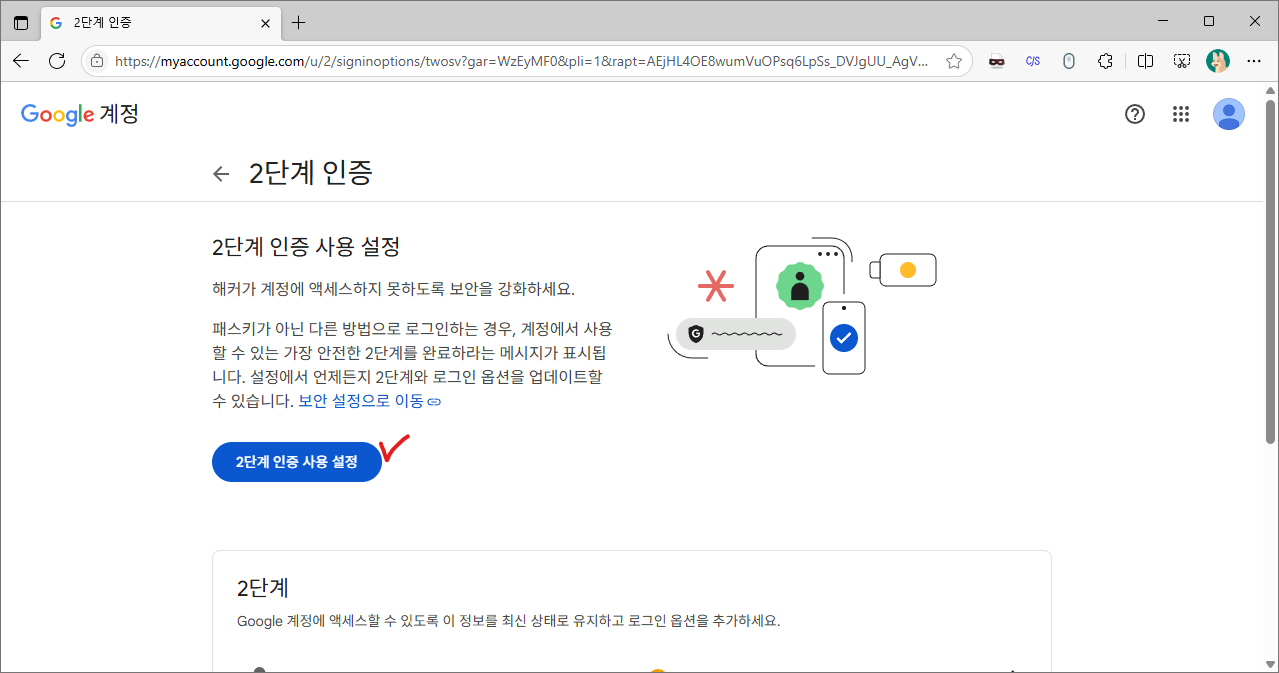 2단계 인증
https://myaccount.google.com/u/2/signinoptions/twosv?gar=WzEyMF0&pli=1&rapt=AEjHL4OE8wumVuOPsq6LpSs_DVJgUU_AgV...
C/S
Google 계정
2단계 인증
2단계 인증 사용 설정
해커가 계정에 액세스하지 못하도록 보안을 강화하세요.
패스키가 아닌 다른 방법으로 로그인하는 경우, 계정에서 사용
할 수 있는 가장 안전한 2단계를 완료하라는 메시지가 표시됩
니다. 설정에서 언제든지 2단계와 로그인 옵션을 업데이트할
수 있습니다. 보안 설정으로 이동
G
2단계 인증 사용 설정
2단계
Google 계정에 액세스할 수 있도록 이 정보를 최신 상태로 유지하고 로그인 옵션을 추가하세요.